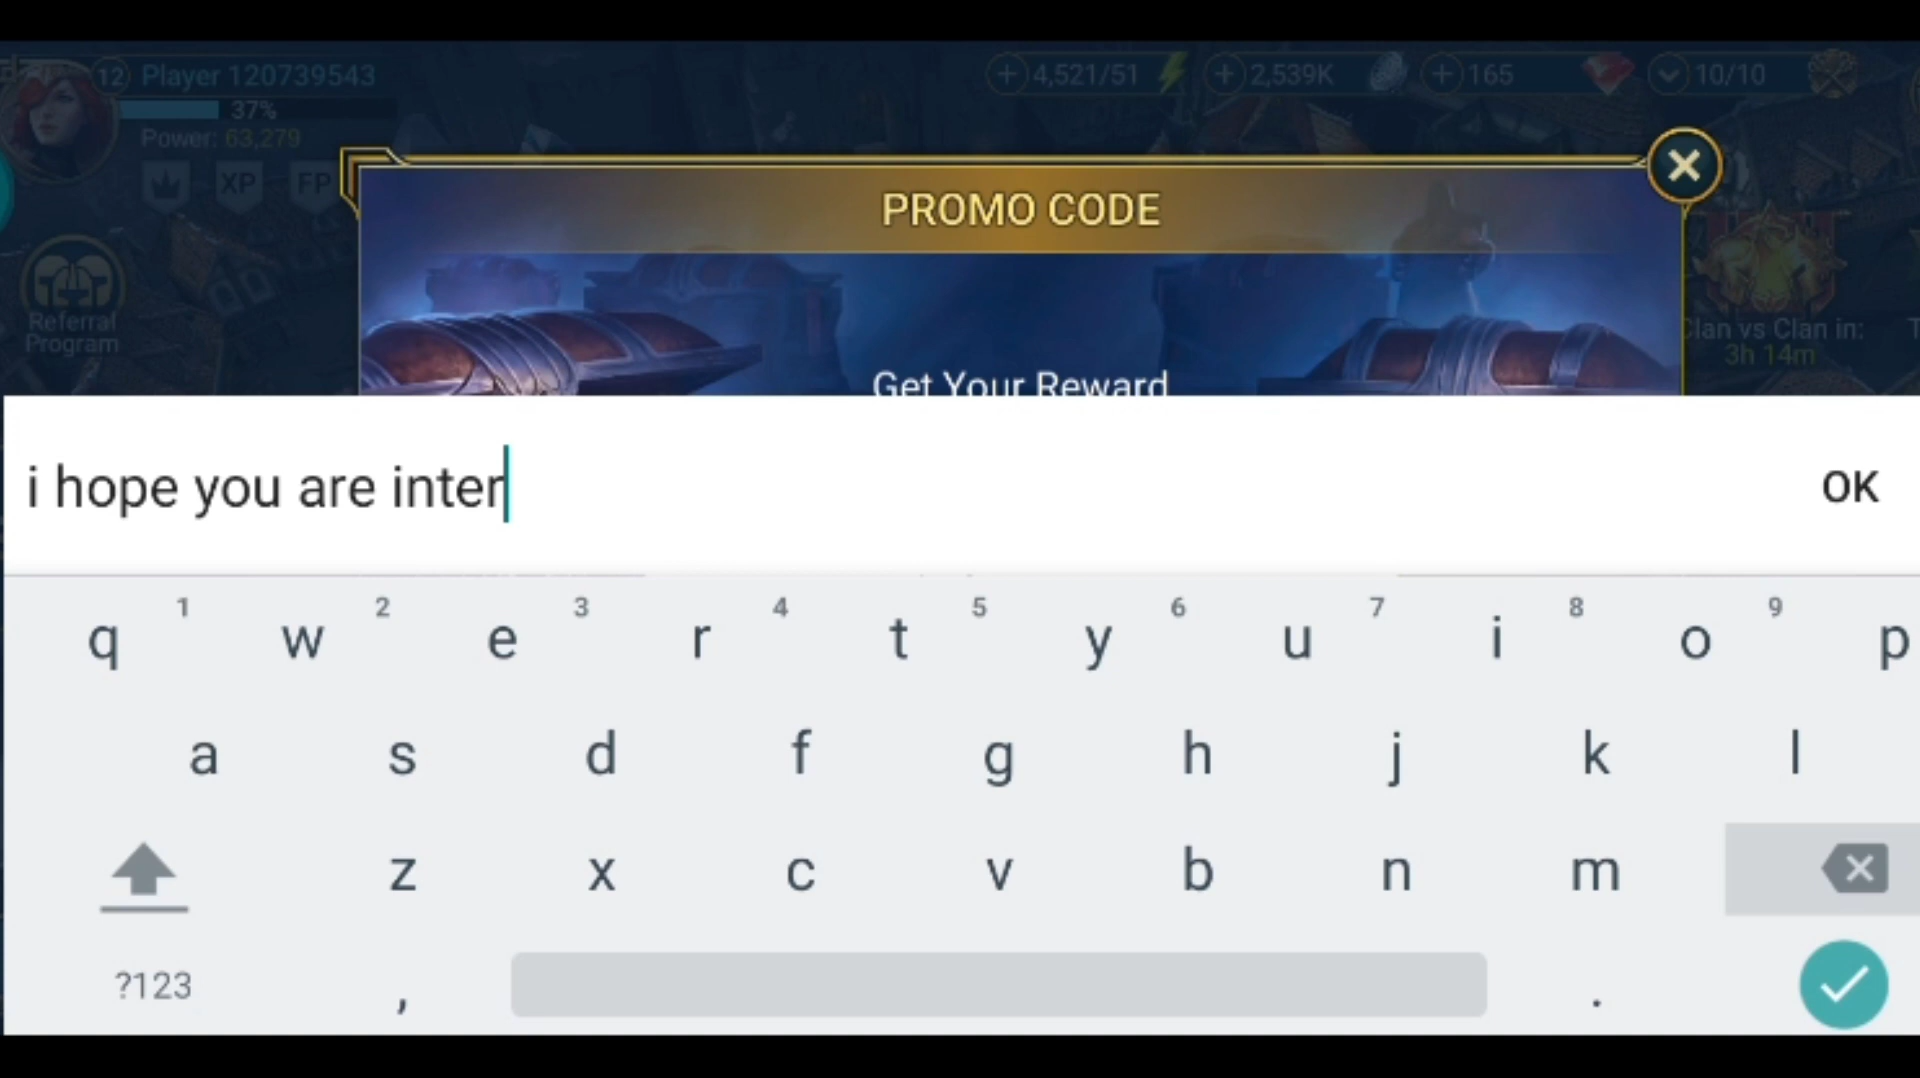 12 Player 120739543
37%
Power: 63,279
XP FP
4,521/51
2,539K
165
10/10
PROMO CODE
Referral
Program
Clan vs Clan in:
3h 14m
Get Your Reward
i hope you are inter
OK
1 2 3 4 5 6 7 8 9
q w e r t y u i o p
a s d f g h j k l
z x c v b n m
?123 , .